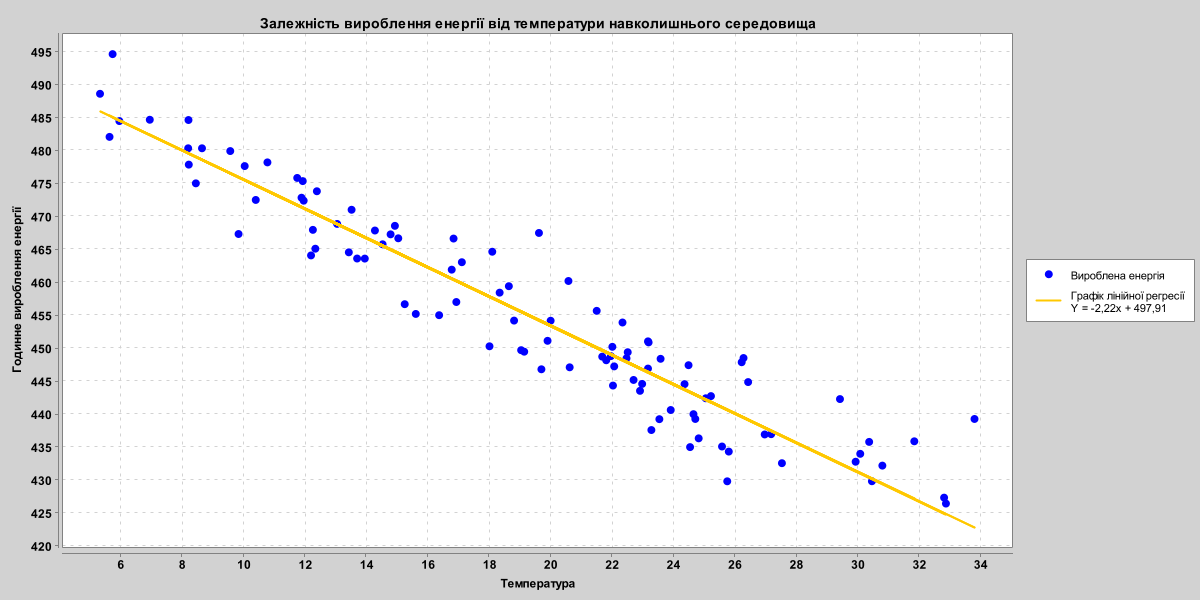 Залежність вироблення енергії від температури навколишнього середовища
Годинне вироблення енергії
495
490
485
480
475
470
465
460
455
450
445
440
435
430
425
420
6 8 10 12 14 16 18 20 22 24 26 28 30 32 34
Температура
Вироблена енергія
Графік лінійної регресії
Y = -2,22x + 497,91